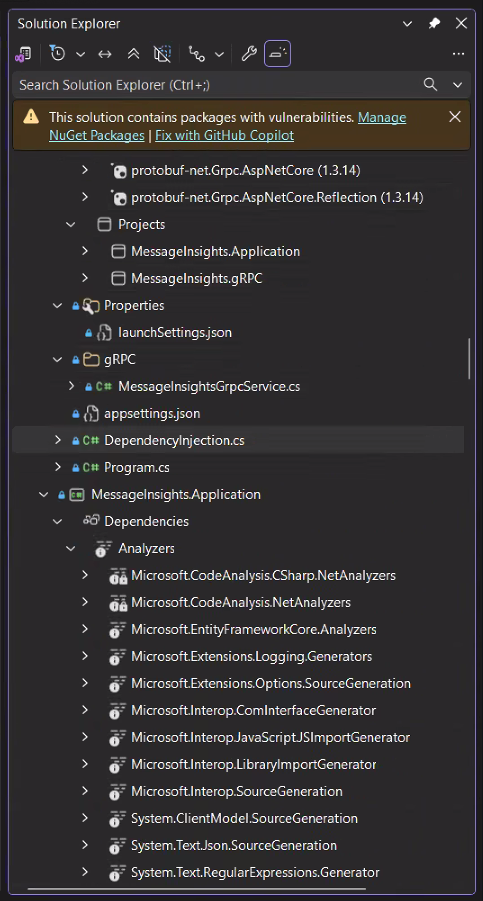 Solution Explorer
Search Solution Explorer (Ctrl+;)
This solution contains packages with vulnerabilities. Manage
NuGet Packages | Fix with GitHub Copilot
protobuf-net.Grpc.AspNetCore (1.3.14)
protobuf-net.Grpc.AspNetCore.Reflection (1.3.14)
Projects
MessageInsights.Application
MessageInsights.gRPC
Properties
launchSettings.json
gRPC
C# MessageInsightsGrpcService.cs
appsettings.json
C# DependencyInjection.cs
C# Program.cs
C# MessageInsights.Application
Dependencies
Analyzers
Microsoft.CodeAnalysis.CSharp.NetAnalyzers
Microsoft.CodeAnalysis.NetAnalyzers
Microsoft.EntityFrameworkCore.Analyzers
Microsoft.Extensions.Logging.Generators
Microsoft.Extensions.Options.SourceGeneration
Microsoft.Interop.ComInterfaceGenerator
Microsoft.Interop.JavaScript.JSImportGenerator
Microsoft.Interop.LibraryImportGenerator
Microsoft.Interop.SourceGeneration
System.ClientModel.SourceGeneration
System.Text.Json.SourceGeneration
System.Text.RegularExpressions.Generator